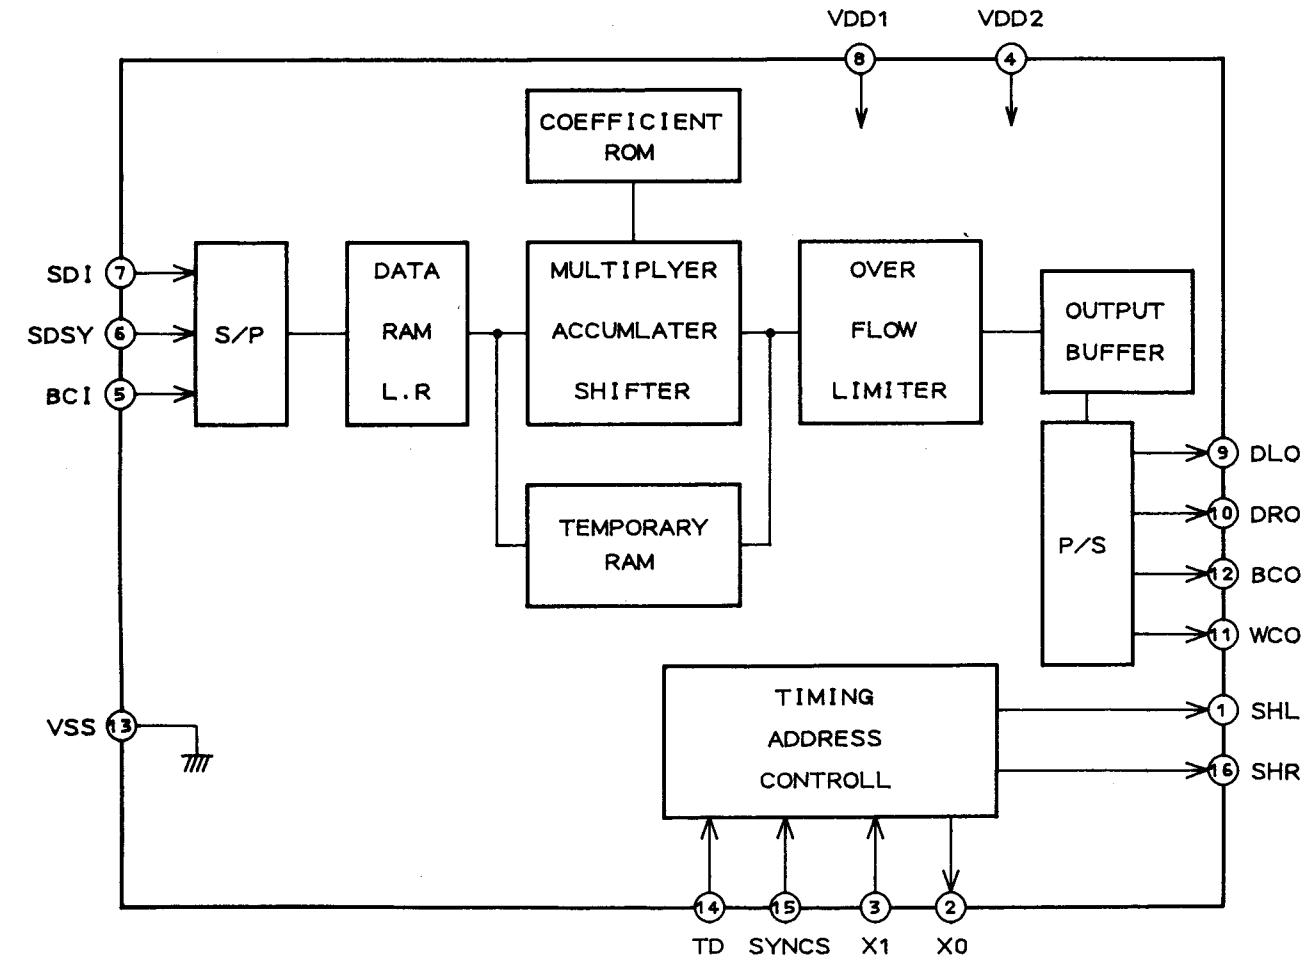 VDD1
VDD2
8
4
COEFFICIENT
ROM
SDI
7
SDSY
6
BCI
5
S/P
DATA
RAM
L.R
MULTIPLYER
ACCUMLATER
SHIFTER
OVER
FLOW
LIMITER
OUTPUT
BUFFER
TEMPORARY
RAM
P/S
9
DLO
10
DRO
12
BCO
11
WCO
VSS
13
TIMING
ADDRESS
CONTROLL
1
SHL
16
SHR
14
15
3
2
TD
SYNCS
X1
X0